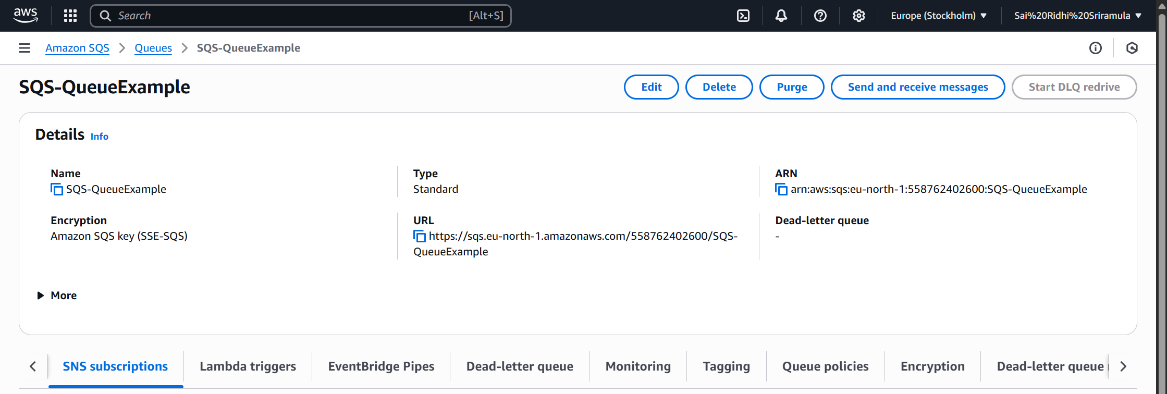 aws Search [Alt+S] Europe (Stockholm) ▼ Sai%20Ridhi%20Sriramula ▼
Amazon SQS > Queues > SQS-QueueExample
SQS-QueueExample Edit Delete Purge Send and receive messages Start DLQ redrive
Details Info
Name
SQS-QueueExample
Type
Standard
ARN
arn:aws:sqs:eu-north-1:558762402600:SQS-QueueExample
Encryption
Amazon SQS key (SSE-SQS)
URL
https://sqs.eu-north-1.amazonaws.com/558762402600/SQS-
QueueExample
Dead-letter queue
-
▶ More
SNS subscriptions Lambda triggers EventBridge Pipes Dead-letter queue Monitoring Tagging Queue policies Encryption Dead-letter queue